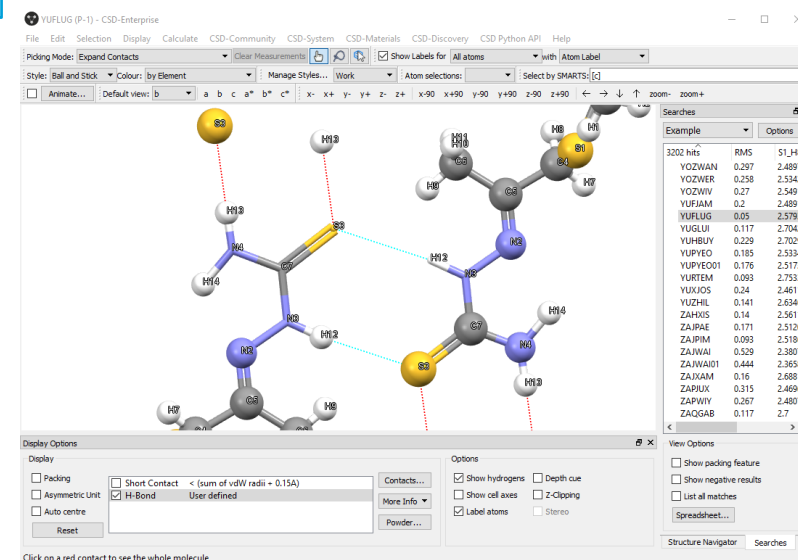 YUFLUG (P-1) - CSD-Enterprise
File Edit Selection Display Calculate CSD-Community CSD-System CSD-Materials CSD-Discovery CSD Python API Help
Picking Mode: Expand Contacts Clear Measurements Show Labels for All atoms with Atom Label
Style: Ball and Stick Colour: by Element Manage Styles... Work Atom selections: Select by SMARTS: [c]
Animate... Default view: b a b c a* b* c* x- x+ y- y+ z- z+ x-90 x+90 y-90 y+90 z-90 z+90 ← → ↓ ↑ zoom- zoom+
S3
H13
H13
N4
H14
S3
C7
N3
H12
N2
C5
H7
H9
H11
H10
C6
H9
H8
H1
S1
C4
H7
C5
N2
H12
N3
H14
C7
N4
S3
H13
Searches
Example Options
3202 hits RMS S1_H
YOZWAN 0.297 2.489
YOZWER 0.258 2.534
YOZWIV 0.27 2.549
YUFJAM 0.2 2.489
YUFLUG 0.05 2.579
YUGLUI 0.117 2.704
YUHBUY 0.229 2.702
YUPYEO 0.185 2.533
YUPYEO01 0.176 2.517
YURTEM 0.093 2.753
YUXJOS 0.24 2.461
YUZHIL 0.141 2.634
ZAHXIS 0.14 2.561
ZAJPAE 0.171 2.512
ZAJPIM 0.093 2.518
ZAJWAI 0.529 2.380
ZAJWAI01 0.444 2.365
ZAJXAM 0.16 2.688
ZAPJUX 0.315 2.469
ZAPWIY 0.267 2.480
ZAQGAB 0.117 2.7
Display Options
Display
Packing
Asymmetric Unit
Auto centre
Reset
Short Contact < (sum of vdW radii + 0.15A)
H-Bond User defined
Contacts...
More Info
Powder...
Options
Show hydrogens Depth cue
Show cell axes Z-Clipping
Label atoms Stereo
View Options
Show packing feature
Show negative results
List all matches
Spreadsheet...
Structure Navigator Searches
Click on a red contact to see the whole molecule